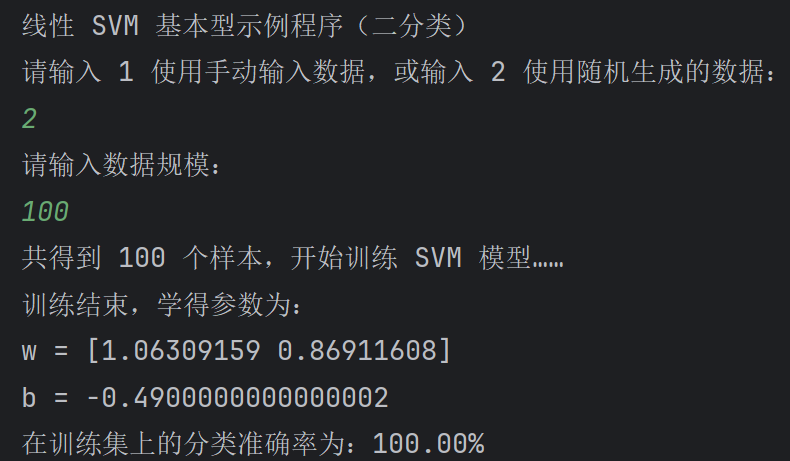 线性 SVM 基本型示例程序（二分类）
请输入 1 使用手动输入数据，或输入 2 使用随机生成的数据：
2
请输入数据规模：
100
共得到 100 个样本，开始训练 SVM 模型……
训练结束，学得参数为：
w = [1.06309159 0.86911608]
b = -0.4900000000000002
在训练集上的分类准确率为：100.00%